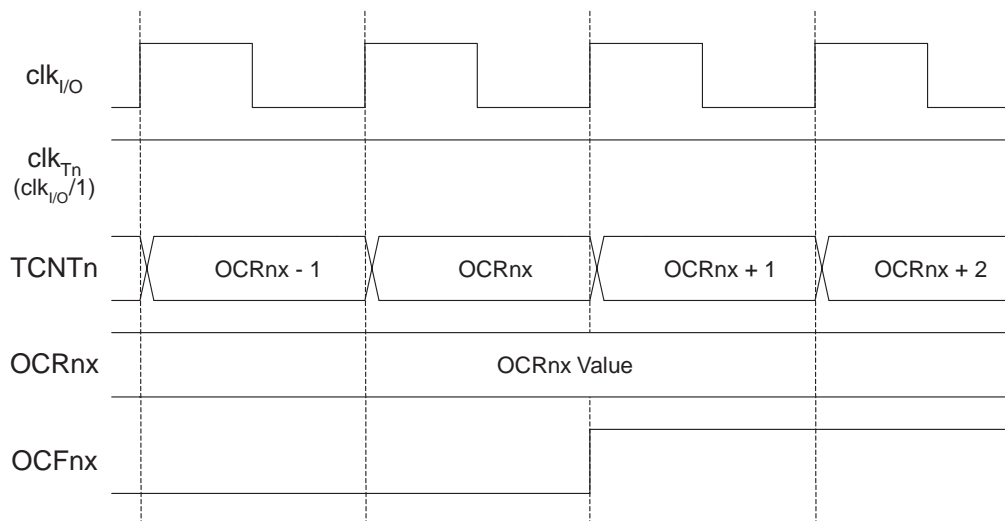 clkI/O
clkTn
(clkI/O/1)
TCNTn
OCRnx - 1
OCRnx
OCRnx + 1
OCRnx + 2
OCRnx
OCRnx Value
OCFnx